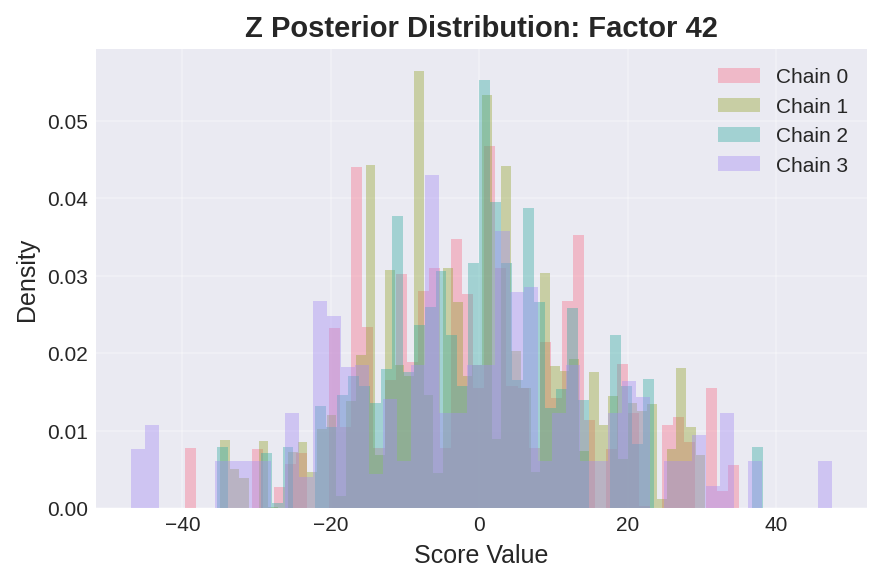 Z Posterior Distribution: Factor 42
Chain 0
Chain 1
Chain 2
Chain 3
Density
0.05
0.04
0.03
0.02
0.01
0.00
−40 −20 0 20 40
Score Value